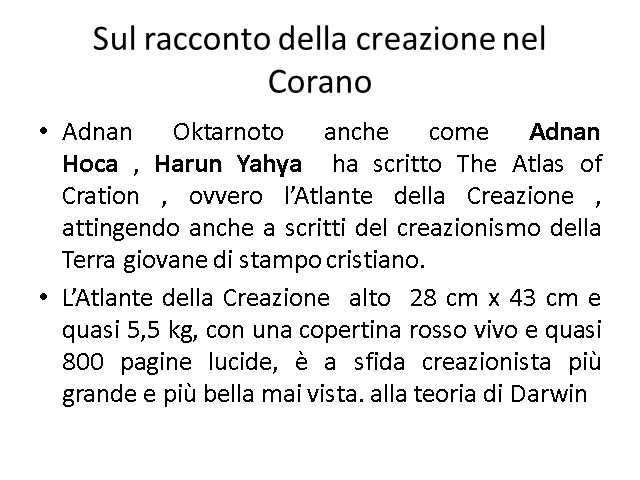 Sul racconto della creazione nel
Corano
• Adnan Oktarnoto anche come Adnan
Hoca , Harun Yahya ha scritto The Atlas of
Cration , ovvero l’Atlante della Creazione ,
attingendo anche a scritti del creazionismo della
Terra giovane di stampo cristiano.
• L’Atlante della Creazione alto 28 cm x 43 cm e
quasi 5,5 kg, con una copertina rosso vivo e quasi
800 pagine lucide, è a sfida creazionista più
grande e più bella mai vista. alla teoria di Darwin